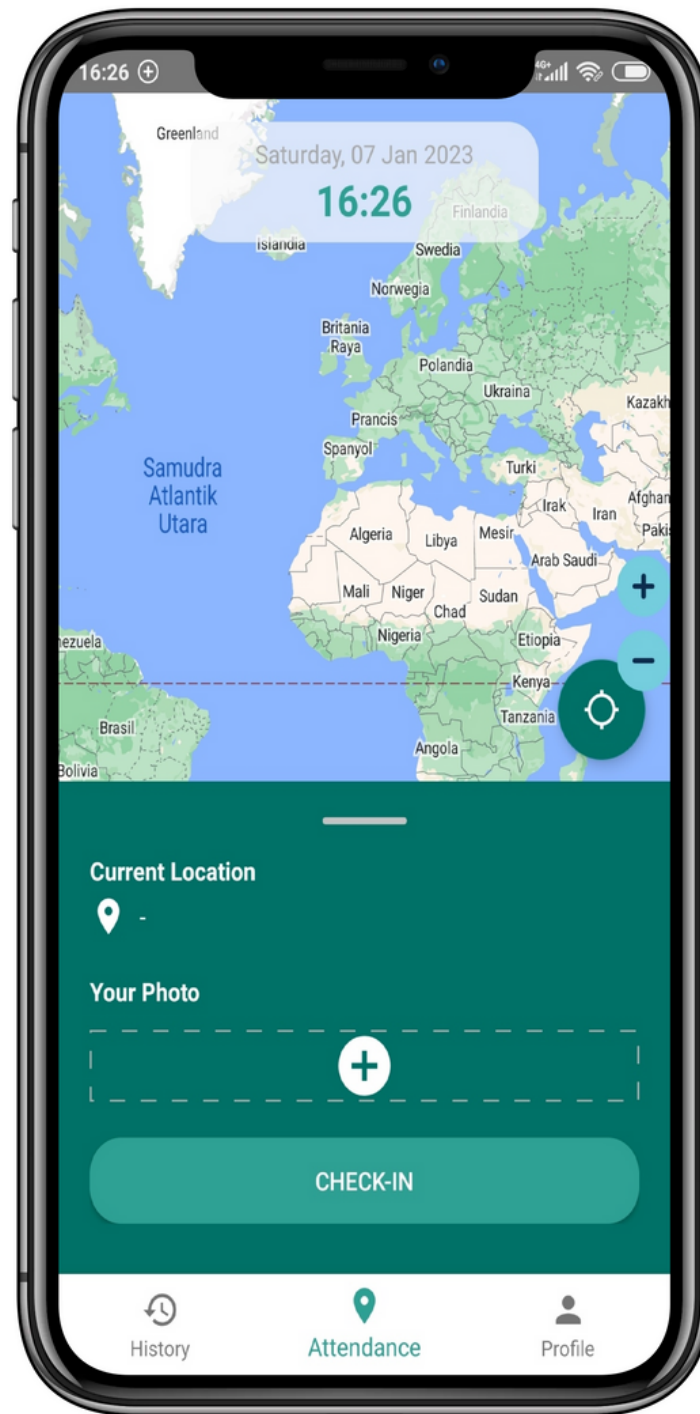 16:26
4G+
Greenland
Saturday, 07 Jan 2023
16:26
Finlandia
Islandia
Swedia
Norwegia
Britania
Raya
Polandia
Ukraina
Kazakh
Prancis
Spanyol
Turki
Samudra
Atlantik
Utara
Irak
Iran
Afghan
Pakis
Algeria
Libya
Mesir
Arab Saudi
Mali
Niger
Chad
Sudan
Nigeria
Etiopia
nezuela
Kenya
Tanzania
Brasil
Angola
Bolivia
+
−
Current Location
-
Your Photo
+
CHECK-IN
History
Attendance
Profile